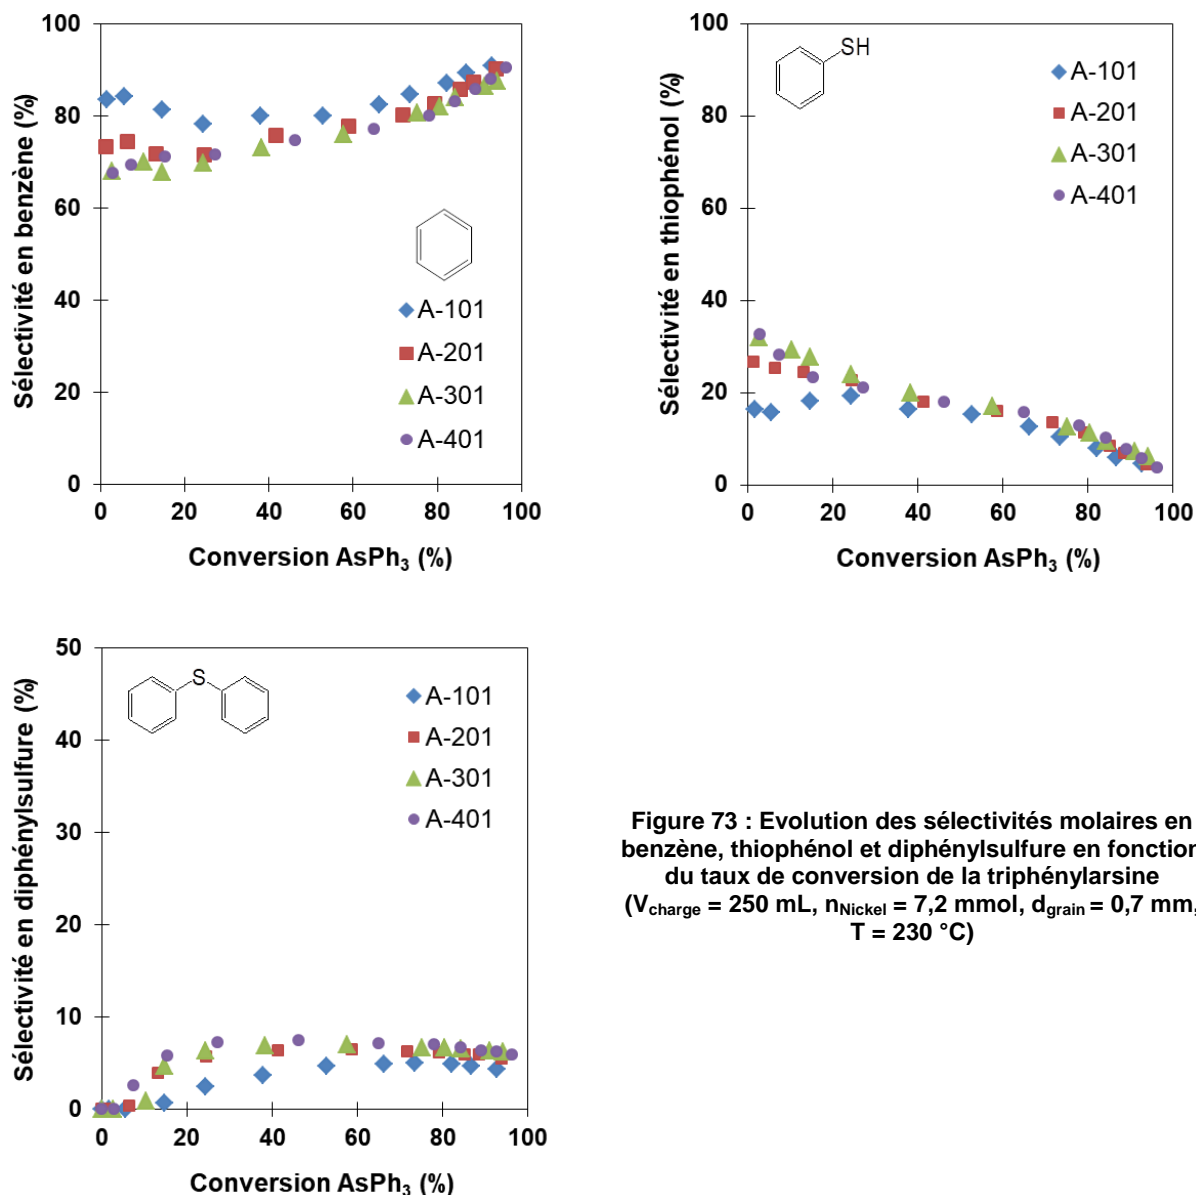 100
80
60
40
20
0
Sélectivité en benzène (%)
A-101
A-201
A-301
A-401
0 20 40 60 80 100
Conversion AsPh3 (%)
100
80
60
40
20
0
Sélectivité en thiophénol (%)
SH
A-101
A-201
A-301
A-401
0 20 40 60 80 100
Conversion AsPh3 (%)
50
40
30
20
10
0
Sélectivité en diphénylsulfure (%)
S
A-101
A-201
A-301
A-401
0 20 40 60 80 100
Conversion AsPh3 (%)
Figure 73 : Evolution des sélectivités molaires en
benzène, thiophénol et diphénylsulfure en fonction
du taux de conversion de la triphénylarsine
(Vcharge = 250 mL, nNickel = 7,2 mmol, dgrain = 0,7 mm,
T = 230 °C)